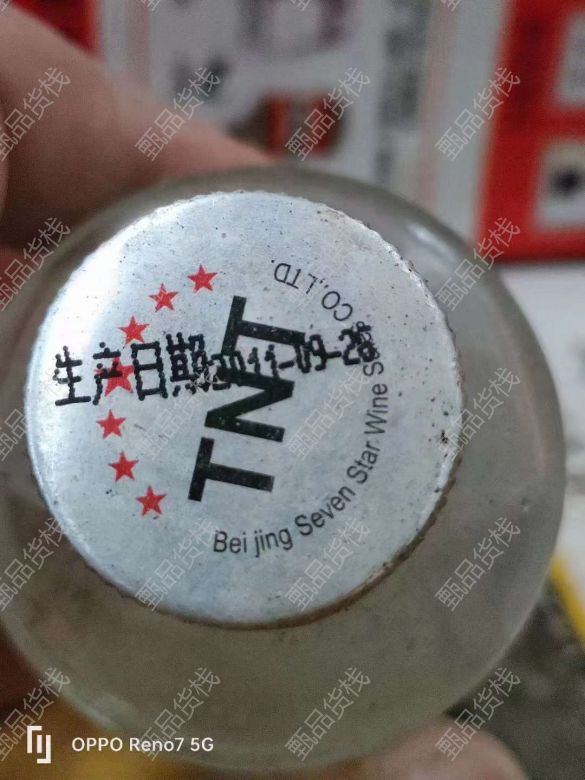 生产日期2011-09-28
TNT
Bei jing Seven Star Wine S CO,LTD
OPPO Reno7 5G
甄品货栈